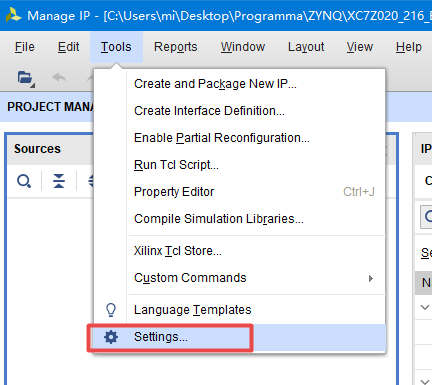 Manage IP - [C:\Users\mi\Desktop\Programma\ZYNQ\XC7Z020_216_
File Edit Tools Reports Window Layout View Help
PROJECT MANA
Sources
Create and Package New IP...
Create Interface Definition...
Enable Partial Reconfiguration...
Run Tcl Script...
Property Editor Ctrl+J
Compile Simulation Libraries...
Xilinx Tcl Store...
Custom Commands
Language Templates
Settings...
IP
C
Se
N